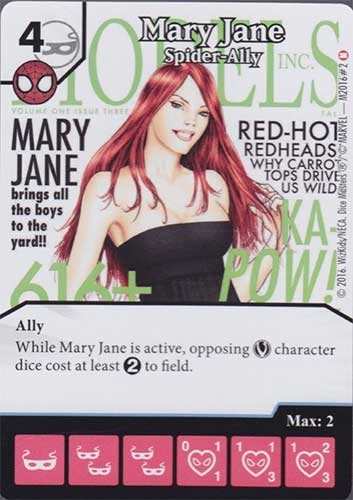 4
Mary Jane
Spider-Ally
MODELS
INC.
VOLUME ONE ISSUE THREE
MARY
JANE
brings all
the boys
to the
yard!!
RED-HOT
REDHEADS
WHY CARROT
TOPS DRIVE
US WILD
KA-
POW!
616+
© 2016. WizKids/NECA. Dice Masters ® / © MARVEL — M2016#2
Ally
While Mary Jane is active, opposing character
dice cost at least 2 to field.
Max: 2
0 1 1
1 1 3
1 2 2 3